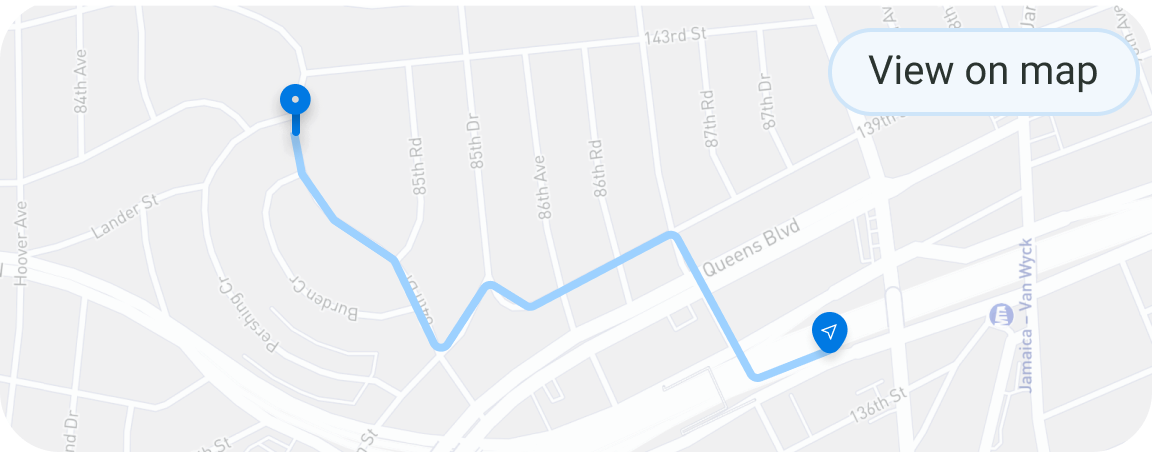 View on map
143rd St
84th Ave
85th Rd
85th Dr
86th Ave
86th Rd
87th Rd
87th Dr
139th
Lander St
Hoover Ave
Queens Blvd
Pershing Cr
Burden Cr
Jamaica – Van Wyck
136th St